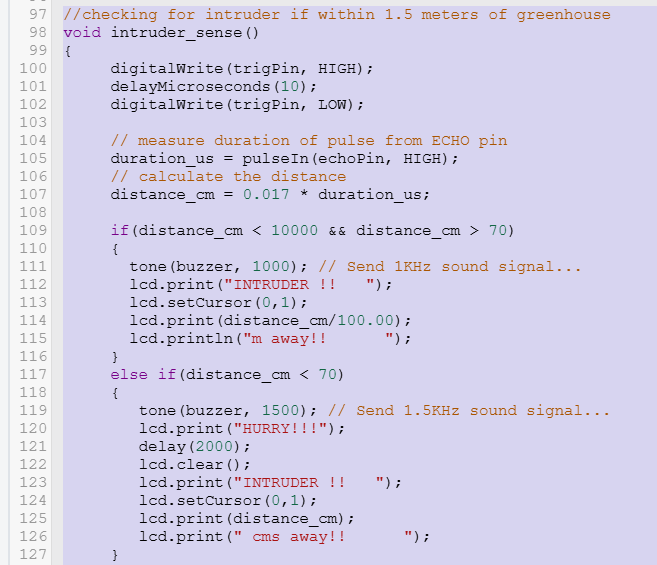 97 //checking for intruder if within 1.5 meters of greenhouse
98 void intruder_sense()
99 {
100 digitalWrite(trigPin, HIGH);
101 delayMicroseconds(10);
102 digitalWrite(trigPin, LOW);
103
104 // measure duration of pulse from ECHO pin
105 duration_us = pulseIn(echoPin, HIGH);
106 // calculate the distance
107 distance_cm = 0.017 * duration_us;
108
109 if(distance_cm < 10000 && distance_cm > 70)
110 {
111 tone(buzzer, 1000); // Send 1KHz sound signal...
112 lcd.print("INTRUDER !!   ");
113 lcd.setCursor(0,1);
114 lcd.print(distance_cm/100.00);
115 lcd.println("m away!!      ");
116 }
117 else if(distance_cm < 70)
118 {
119 tone(buzzer, 1500); // Send 1.5KHz sound signal...
120 lcd.print("HURRY!!!");
121 delay(2000);
122 lcd.clear();
123 lcd.print("INTRUDER !!   ");
124 lcd.setCursor(0,1);
125 lcd.print(distance_cm);
126 lcd.print(" cms away!!      ");
127 }